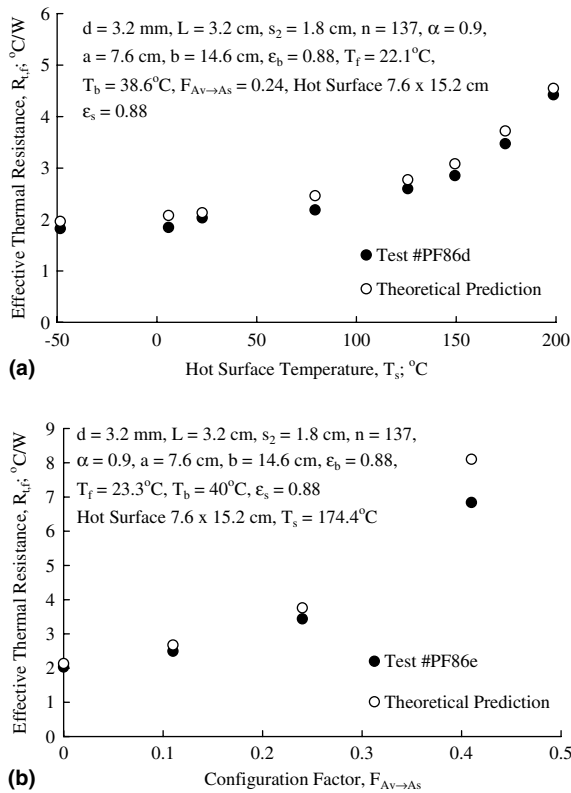 d = 3.2 mm, L = 3.2 cm, s₂ = 1.8 cm, n = 137, α = 0.9,
a = 7.6 cm, b = 14.6 cm, ε_b = 0.88, T_f = 22.1°C,
T_b = 38.6°C, F_Av→As = 0.24, Hot Surface 7.6 x 15.2 cm
ε_s = 0.88
Effective Thermal Resistance, R_t,f; °C/W
6
5
4
3
2
1
0
Test #PF86d
Theoretical Prediction
-50 0 50 100 150 200
(a) Hot Surface Temperature, T_s; °C
d = 3.2 mm, L = 3.2 cm, s₂ = 1.8 cm, n = 137,
α = 0.9, a = 7.6 cm, b = 14.6 cm, ε_b = 0.88,
T_f = 23.3°C, T_b = 40°C, ε_s = 0.88
Hot Surface 7.6 x 15.2 cm, T_s = 174.4°C
Effective Thermal Resistance, R_t,f; °C/W
9
8
7
6
5
4
3
2
1
0
Test #PF86e
Theoretical Prediction
0 0.1 0.2 0.3 0.4 0.5
(b) Configuration Factor, F_Av→As